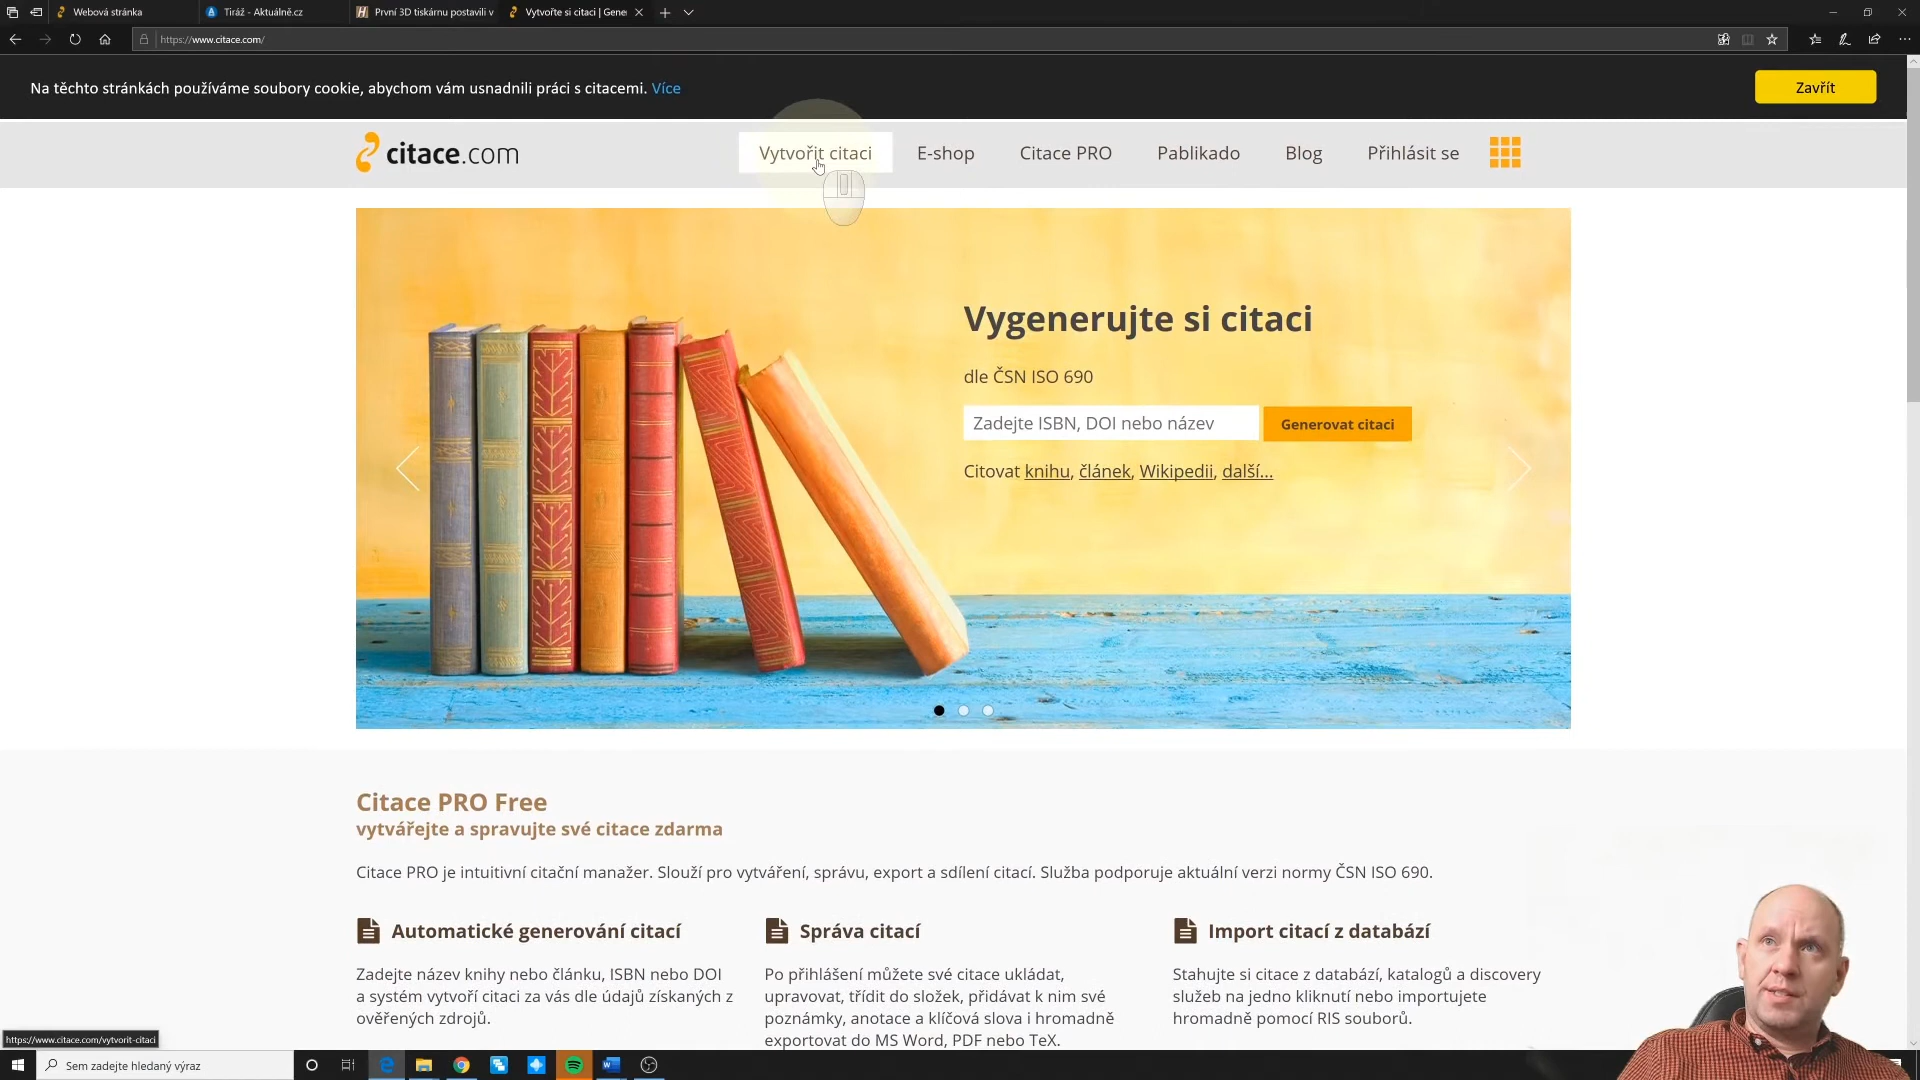 Webová stránka
Tiráž - Aktuálně.cz
První 3D tiskárnu postavili v
Vytvořte si citaci | Gene
https://www.citace.com/
Na těchto stránkách používáme soubory cookie, abychom vám usnadnili práci s citacemi. Více
Zavřít
citace.com
Vytvořit citaci
E-shop
Citace PRO
Pablikado
Blog
Přihlásit se
Vygenerujte si citaci
dle ČSN ISO 690
Zadejte ISBN, DOI nebo název
Generovat citaci
Citovat knihu, článek, Wikipedii, další...
Citace PRO Free
vytvářejte a spravujte své citace zdarma
Citace PRO je intuitivní citační manažer. Slouží pro vytváření, správu, export a sdílení citací. Služba podporuje aktuální verzi normy ČSN ISO 690.
Automatické generování citací
Zadejte název knihy nebo článku, ISBN nebo DOI
a systém vytvoří citaci za vás dle údajů získaných z
ověřených zdrojů.
Správa citací
Po přihlášení můžete své citace ukládat,
upravovat, třídit do složek, přidávat k nim své
poznámky, anotace a klíčová slova i hromadně
exportovat do MS Word, PDF nebo TeX.
Import citací z databází
Stahujte si citace z databází, katalogů a discovery
služeb na jedno kliknutí nebo importujete
hromadně pomocí RIS souborů.
https://www.citace.com/vytvorit-citaci
Sem zadejte hledaný výraz